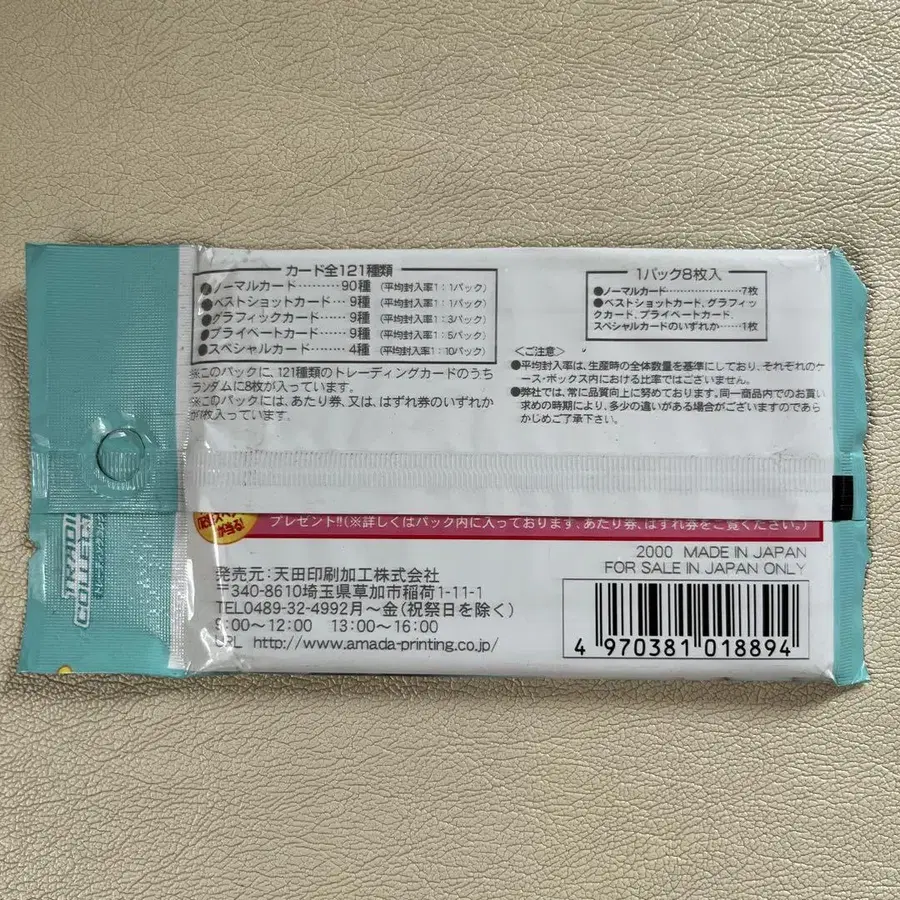 カード全121種類
●ノーマルカード………90種（平均封入率1：1パック）
●ベストショットカード… 9種（平均封入率1：1パック）
●グラフィックカード…… 9種（平均封入率1：3パック）
●プライベートカード…… 9種（平均封入率1：5パック）
●スペシャルカード……… 4種（平均封入率1：10パック）
※このパックに、121種類のトレーディングカードのうち
ランダムに8枚が入っています。
※このパックには、あたり券、又は、はずれ券のいずれか
が1枚入っています。
1パック8枚入
●ノーマルカード…………7枚
●ベストショットカード、グラフィッ
クカード、プライベートカード、
スペシャルカードのいずれか……1枚
＜ご注意＞
●平均封入率は、生産時の全体数量を基準にしており、それぞれのケ
ース・ボックス内における比率ではございません。
●弊社では、常に品質向上に努めております。同一商品内でのお買い
求めの時期により、多少の違いがある場合がございますのであら
かじめご了承下さい。
が当る!
プレゼント!!（※詳しくはパック内に入っております、あたり券、はずれ券をご覧ください。）
2000 MADE IN JAPAN
FOR SALE IN JAPAN ONLY
発売元：天田印刷加工株式会社
〒340-8610埼玉県草加市稲荷1-11-1
TEL0489-32-4992月～金（祝祭日を除く）
9：00～12：00 13：00～16：00
URL http://www.amada-printing.co.jp/
4 970381 018894